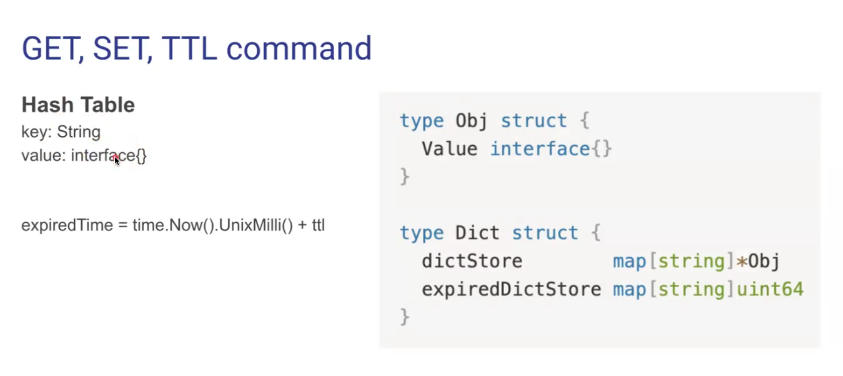 GET, SET, TTL command
Hash Table
key: String
value: interface{}
expiredTime = time.Now().UnixMilli() + ttl
type Obj struct {
Value interface{}
}
type Dict struct {
dictStore map[string]*Obj
expiredDictStore map[string]uint64
}